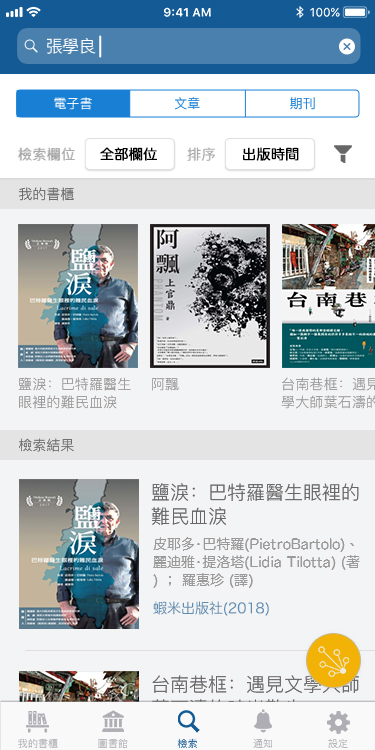 9:41 AM 100%
張學良
電子書 文章 期刊
檢索欄位 全部欄位 排序 出版時間
我的書櫃
鹽淚
巴特羅醫生眼裡的難民血淚
Lacrime di sale
阿飄
上官鼎
台南巷
鹽淚：巴特羅醫生
眼裡的難民血淚
阿飄
台南巷框：遇見
學大師葉石濤的
檢索結果
鹽淚
巴特羅醫生眼裡的難民血淚
Lacrime di sale
鹽淚：巴特羅醫生眼裡的
難民血淚
皮耶多·巴特羅(PietroBartolo)、
麗迪雅·提洛塔(Lidia Tilotta) (著
) ； 羅惠珍 (譯)
蝦米出版社(2018)
台南巷框：遇見文學大師
我的書櫃 圖書館 檢索 通知 設定